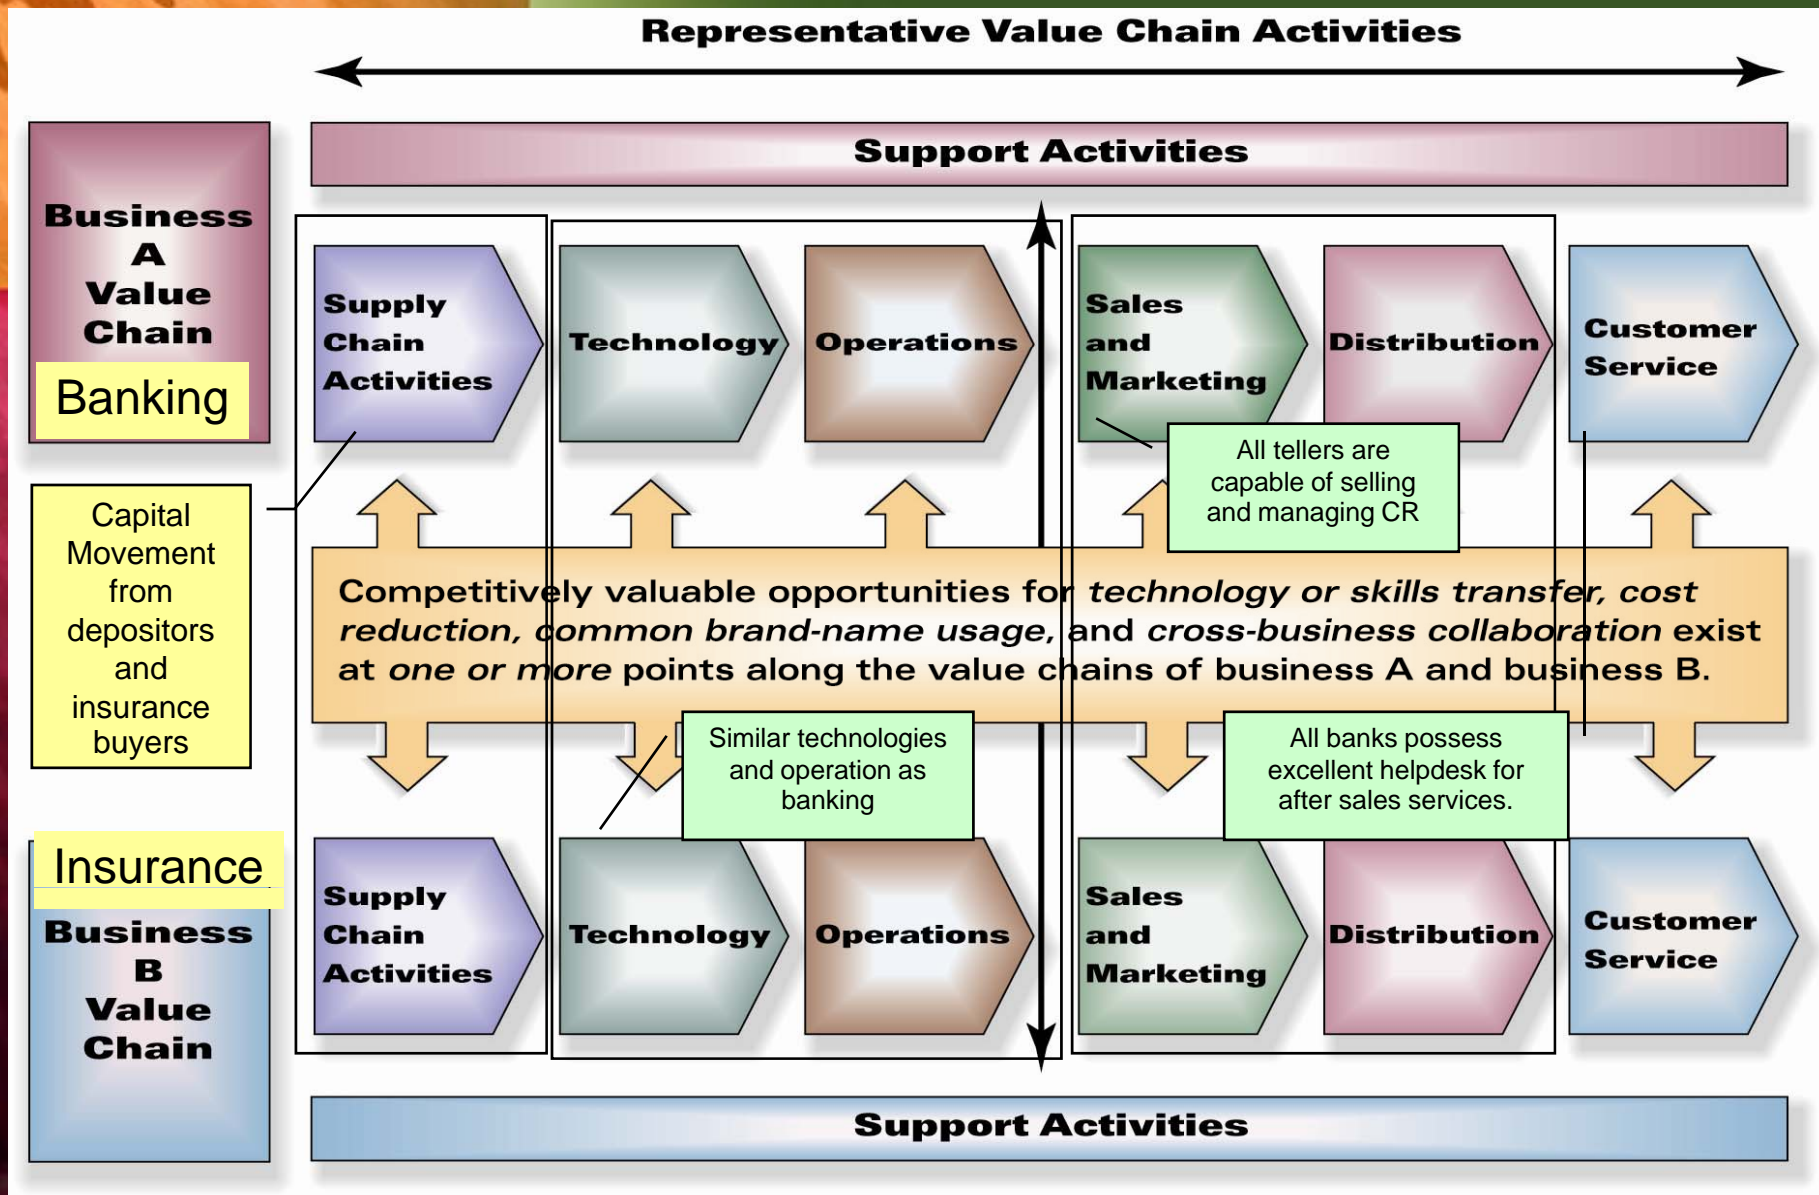 Representative Value Chain Activities
Support Activities
Business
A
Value
Chain
Banking
Supply
Chain
Activities
Technology
Operations
Sales
and
Marketing
Distribution
Customer
Service
All tellers are
capable of selling
and managing CR
Capital
Movement
from
depositors
and
insurance
buyers
Competitively valuable opportunities for technology or skills transfer, cost
reduction, common brand-name usage, and cross-business collaboration exist
at one or more points along the value chains of business A and business B.
Similar technologies
and operation as
banking
All banks possess
excellent helpdesk for
after sales services.
Insurance
Business
B
Value
Chain
Supply
Chain
Activities
Technology
Operations
Sales
and
Marketing
Distribution
Customer
Service
Support Activities